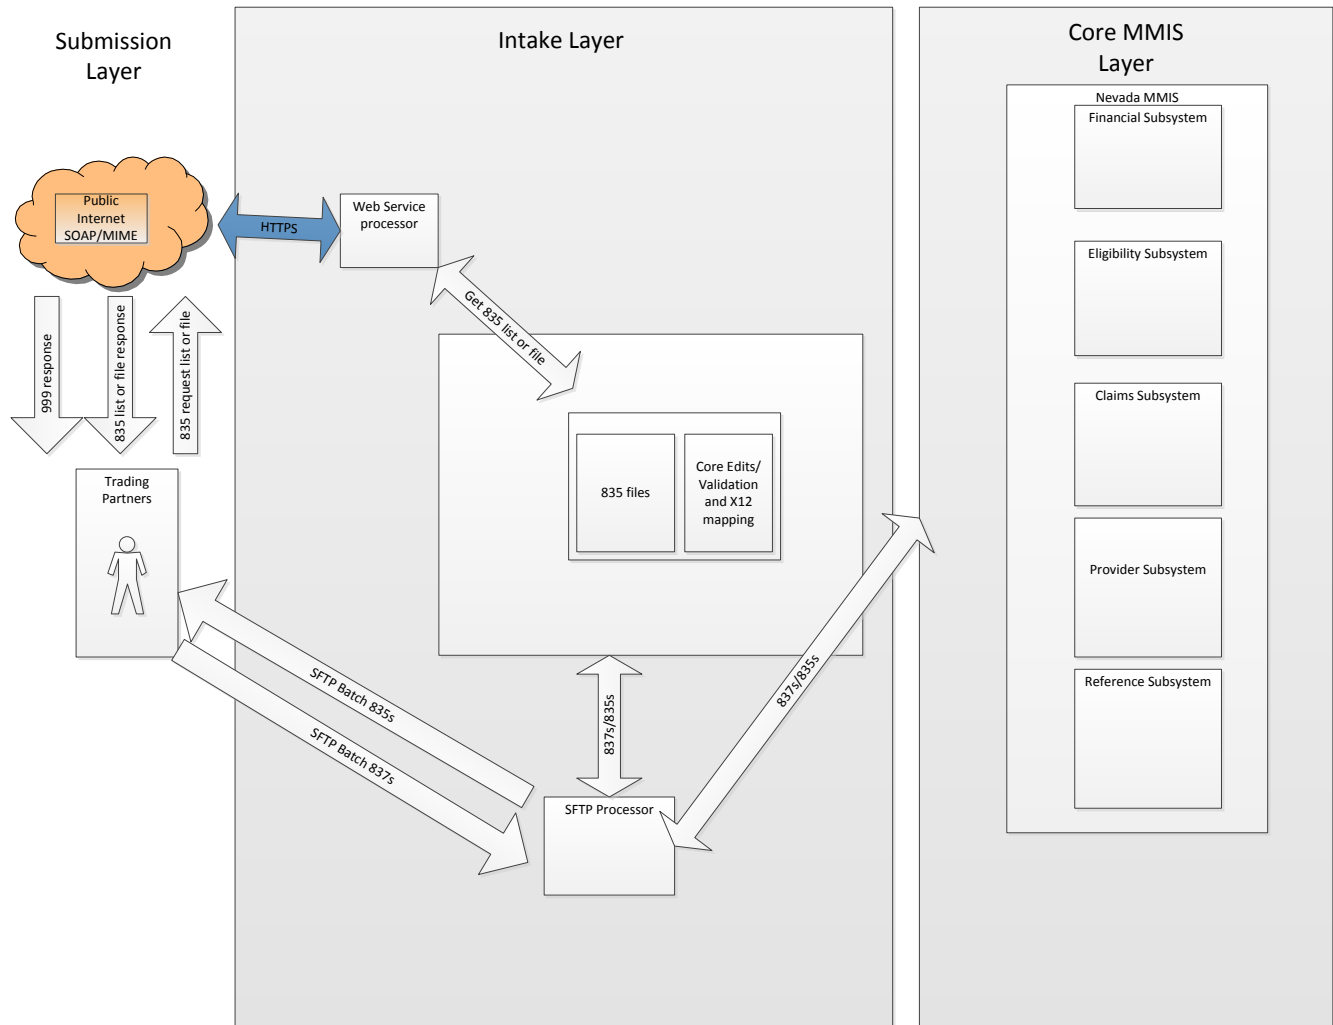 Submission
Layer
Intake Layer
Core MMIS
Layer
Nevada MMIS
Financial Subsystem
Public
Internet
SOAP/MIME
HTTPS
Web Service
processor
Eligibility Subsystem
Get 835 list or file
999 response
835 list or file response
835 request list or file
Claims Subsystem
Trading
Partners
835 files
Core Edits/
Validation
and X12
mapping
Provider Subsystem
SFTP Batch 835s
SFTP Batch 837s
837s/835s
837s/835s
Reference Subsystem
SFTP Processor